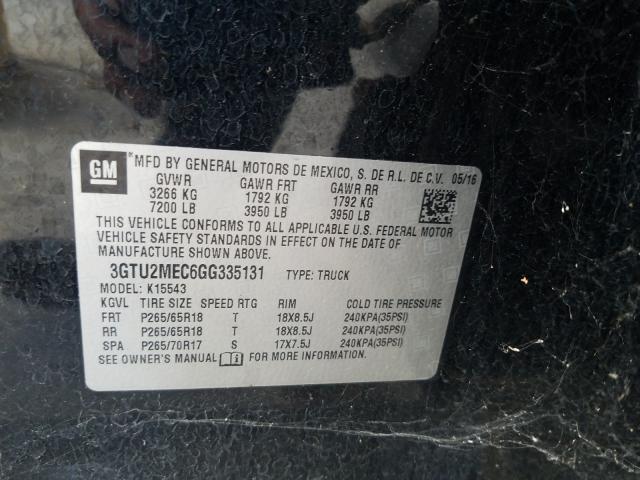 GM MFD BY GENERAL MOTORS DE MEXICO, S. DE R.L. DE C.V. 05/16
GVWR GAWR FRT GAWR RR
3266 KG 1792 KG 1792 KG
7200 LB 3950 LB 3950 LB
THIS VEHICLE CONFORMS TO ALL APPLICABLE U.S. FEDERAL MOTOR
VEHICLE SAFETY STANDARDS IN EFFECT ON THE DATE OF
MANUFACTURE SHOWN ABOVE.
3GTU2MEC6GG335131 TYPE: TRUCK
MODEL: K15543
KGVL TIRE SIZE SPEED RTG RIM COLD TIRE PRESSURE
FRT P265/65R18 T 18X8.5J 240KPA(35PSI)
RR P265/65R18 T 18X8.5J 240KPA(35PSI)
SPA P265/70R17 S 17X7.5J 240KPA(35PSI)
SEE OWNER'S MANUAL FOR MORE INFORMATION.